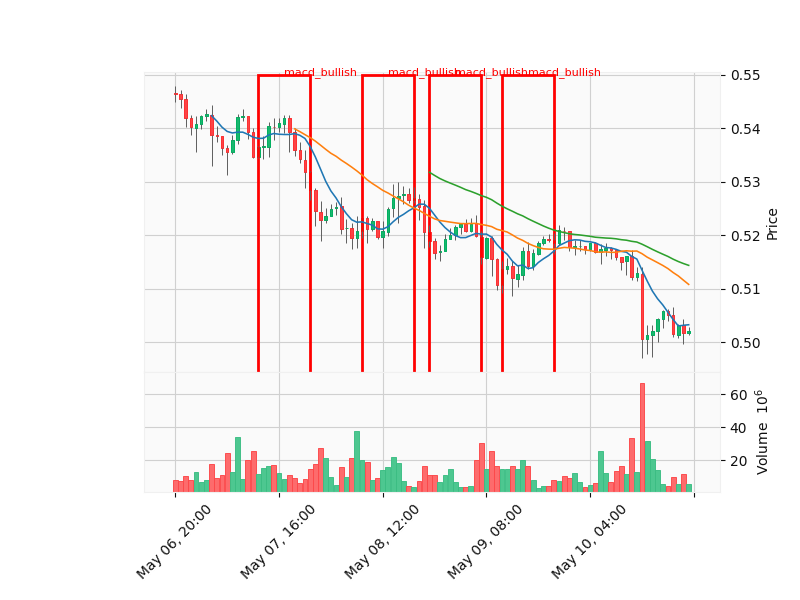 macd_bullish macd_bullish macd_bullish macd_bullish
0.55
0.54
0.53
0.52
0.51
0.50
Price
60
40
20
Volume 10^6
May 06, 20:00
May 07, 16:00
May 08, 12:00
May 09, 08:00
May 10, 04:00